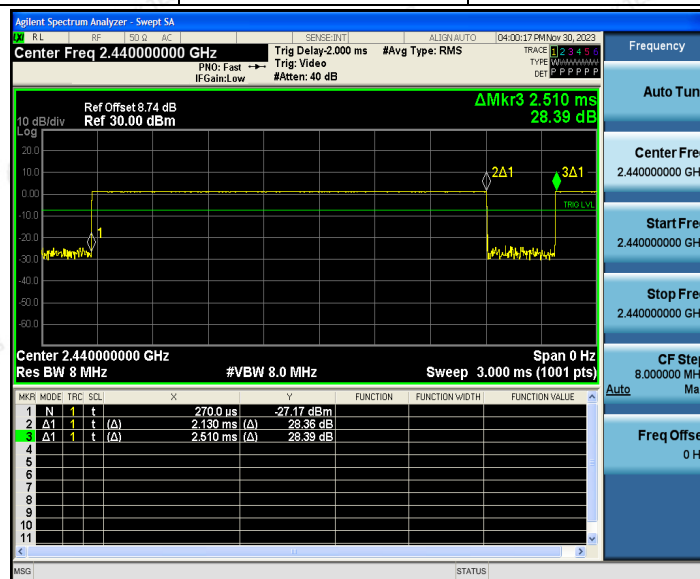 Agilent Spectrum Analyzer - Swept SA
LXI RL RF 50 Ω AC SENSE:INT ALIGN AUTO 04:00:17 PM Nov 30, 2023
Center Freq 2.440000000 GHz
PNO: Fast
IFGain:Low
Trig Delay-2.000 ms
Trig: Video
#Atten: 40 dB
#Avg Type: RMS
TRACE 1 2 3 4 5 6
TYPE W
DET P P P P P P
Frequency
Auto Tun
Center Fre
2.440000000 GH
Start Fre
2.440000000 GH
Stop Fre
2.440000000 GH
CF Step
8.000000 MH
Auto Ma
Freq Offse
0 H
ΔMkr3 2.510 ms
28.39 dB
Ref Offset 8.74 dB
10 dB/div Ref 30.00 dBm
Log
20.0
10.0
0.00
-10.0
-20.0
-30.0
-40.0
-50.0
-60.0
1
2Δ1
3Δ1
TRIG LVL
Center 2.440000000 GHz Span 0 Hz
Res BW 8 MHz #VBW 8.0 MHz Sweep 3.000 ms (1001 pts)
MKR MODE TRC SCL X Y FUNCTION FUNCTION WIDTH FUNCTION VALUE
1 N 1 t 270.0 µs -27.17 dBm
2 Δ1 1 t (Δ) 2.130 ms (Δ) 28.36 dB
3 Δ1 1 t (Δ) 2.510 ms (Δ) 28.39 dB
4
5
6
7
8
9
10
11
MSG STATUS